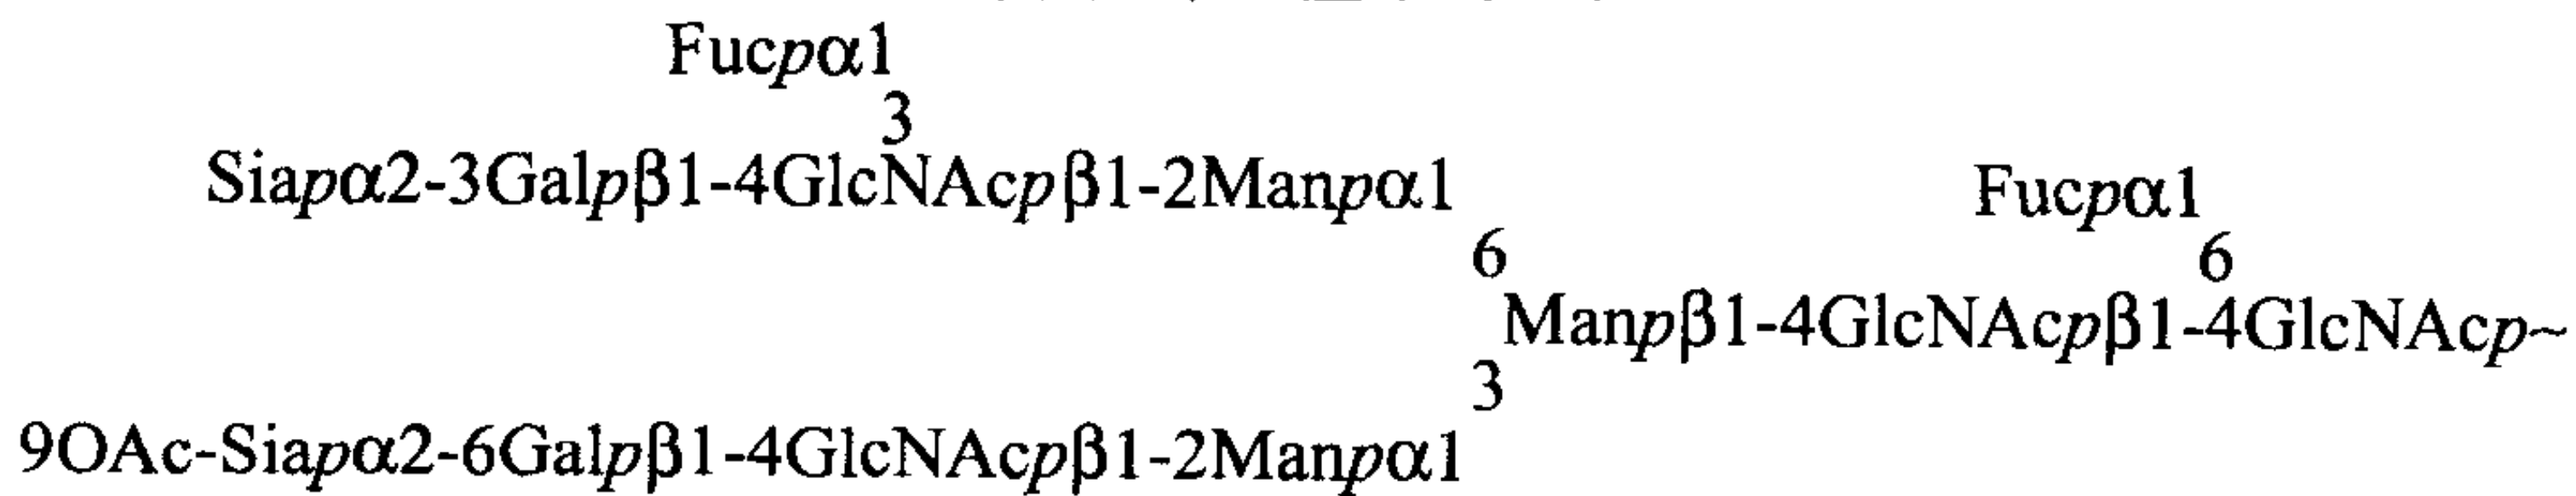 Fucpα1
3
Siapα2-3Galpβ1-4GlcNAcpβ1-2Manpα1
Fucpα1
6
6
Manpβ1-4GlcNAcpβ1-4GlcNAcp~
3
9OAc-Siapα2-6Galpβ1-4GlcNAcpβ1-2Manpα1